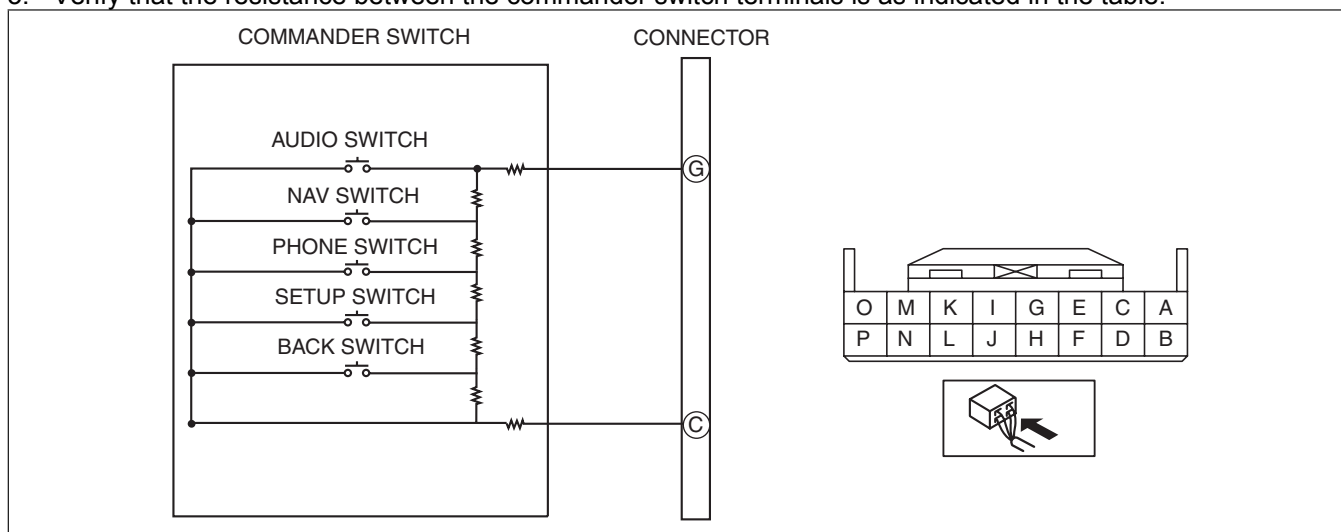 Verify that the resistance between the commander switch terminals is as indicated in the table.
COMMANDER SWITCH
CONNECTOR
AUDIO SWITCH
G
NAV SWITCH
PHONE SWITCH
SETUP SWITCH
BACK SWITCH
C
O M K I G E C A
P N L J H F D B